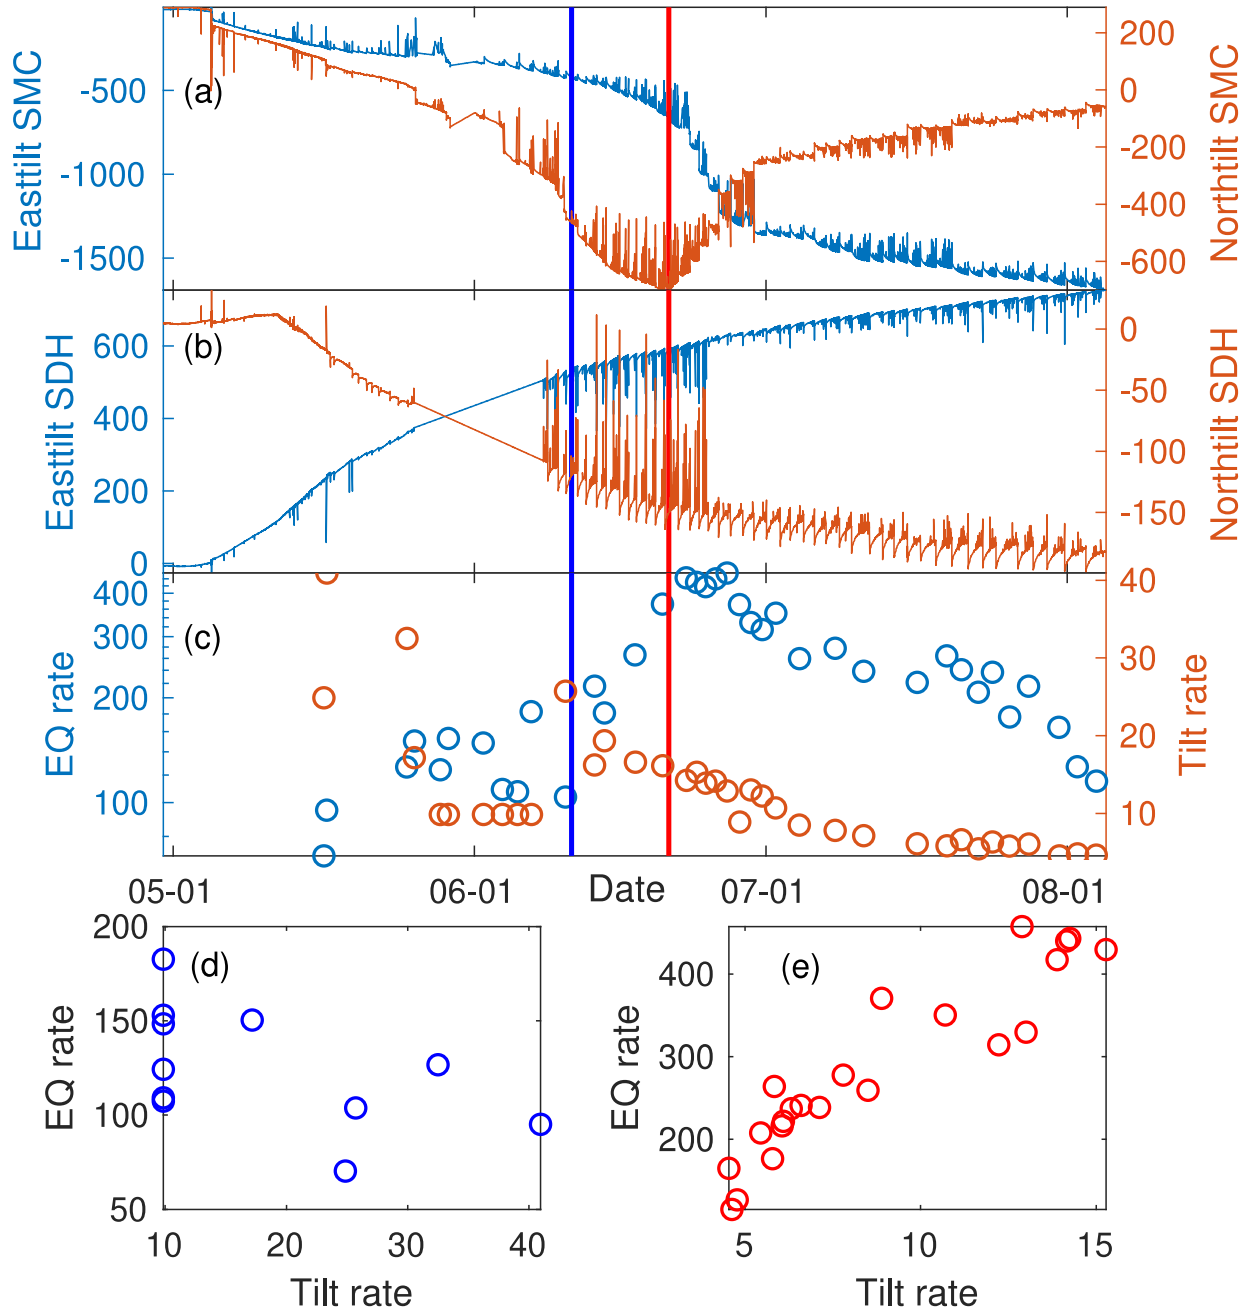 Easttilt SMC
-500
-1000
-1500
(a)
200
0
-200
-400
-600
Northtilt SMC
Easttilt SDH
600
400
200
0
(b)
0
-50
-100
-150
Northtilt SDH
EQ rate
400
300
200
100
(c)
40
30
20
10
Tilt rate
05-01 06-01 Date 07-01 08-01
EQ rate
200
150
100
50
(d)
10 20 30 40
Tilt rate
EQ rate
400
300
200
(e)
5 10 15
Tilt rate